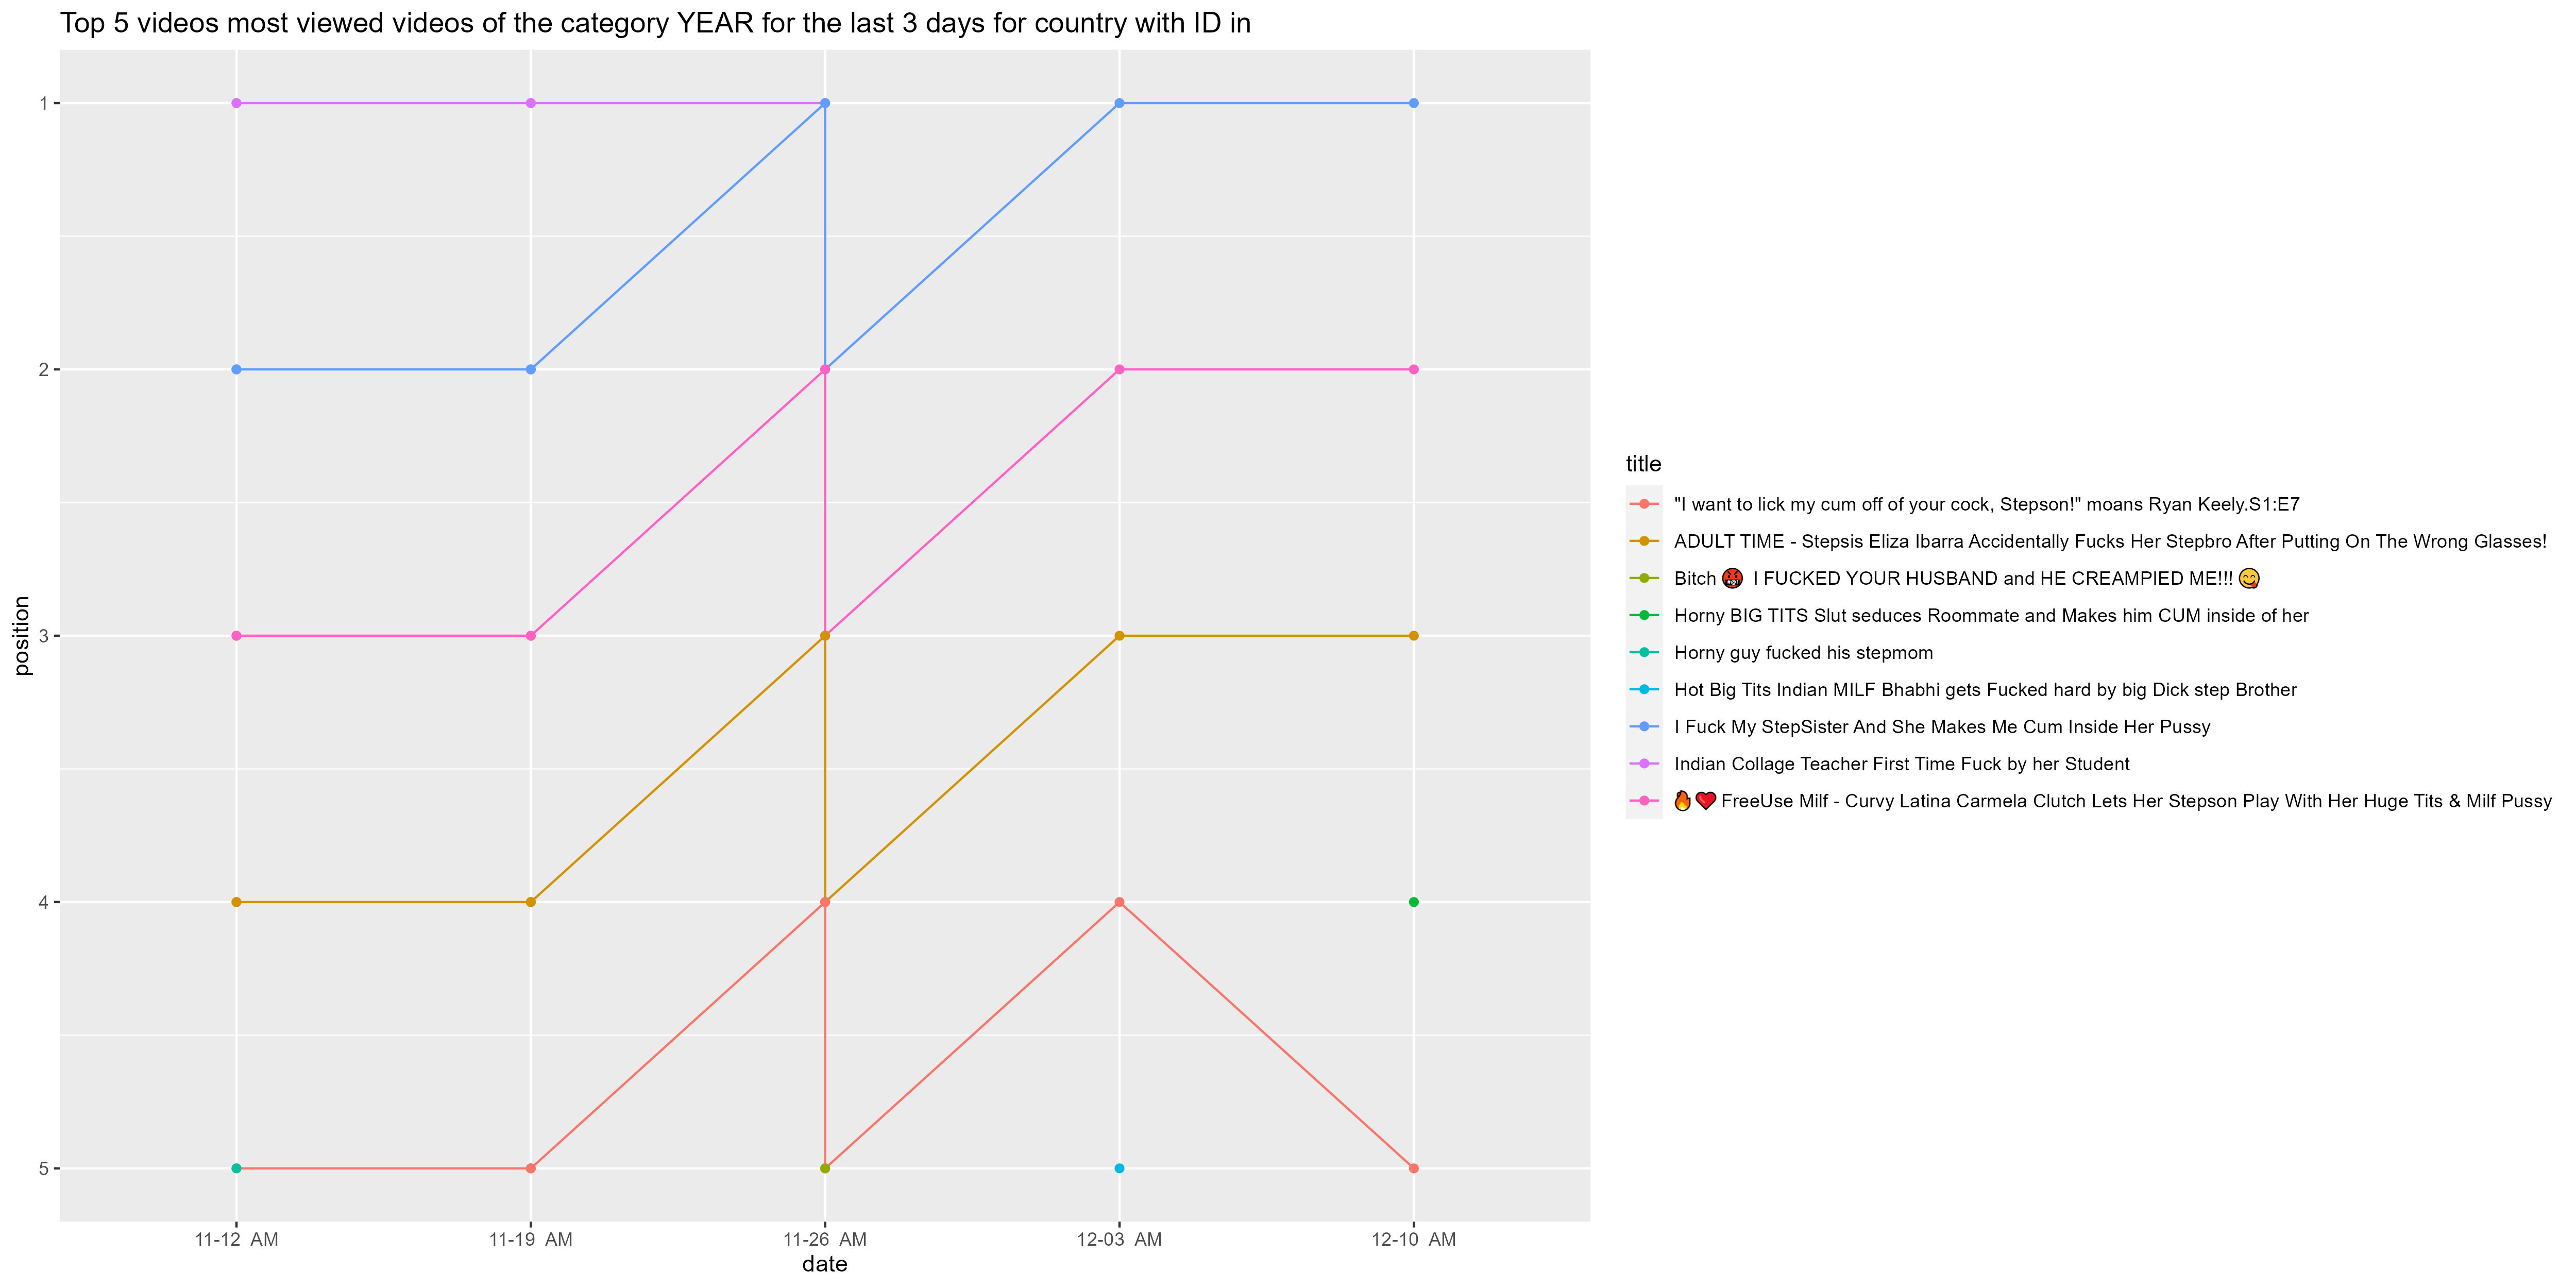 Top 5 videos most viewed videos of the category YEAR for the last 3 days for country with ID in
position
1
2
3
4
5
11-12 AM
11-19 AM
11-26 AM
12-03 AM
12-10 AM
date
title
"I want to lick my cum off of your cock, Stepson!" moans Ryan Keely.S1:E7
ADULT TIME - Stepsis Eliza Ibarra Accidentally Fucks Her Stepbro After Putting On The Wrong Glasses!
Bitch 🤬 I FUCKED YOUR HUSBAND and HE CREAMPIED ME!!! 😋
Horny BIG TITS Slut seduces Roommate and Makes him CUM inside of her
Horny guy fucked his stepmom
Hot Big Tits Indian MILF Bhabhi gets Fucked hard by big Dick step Brother
I Fuck My StepSister And She Makes Me Cum Inside Her Pussy
Indian Collage Teacher First Time Fuck by her Student
🔥❤️ FreeUse Milf - Curvy Latina Carmela Clutch Lets Her Stepson Play With Her Huge Tits & Milf Pussy